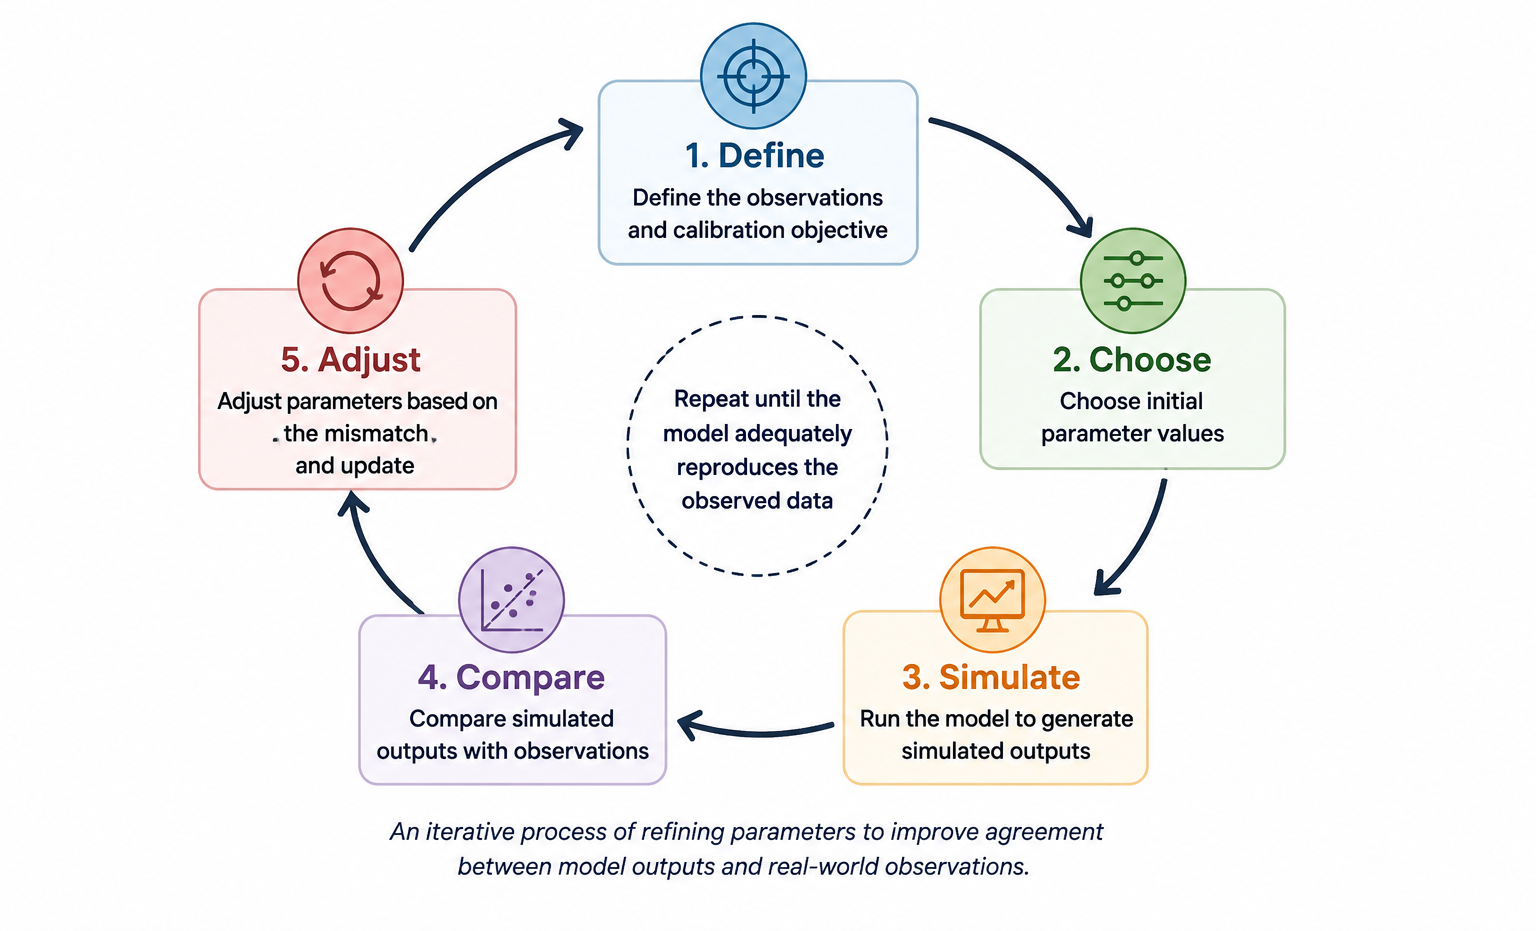 1. Define
Define the observations
and calibration objective
2. Choose
Choose initial
parameter values
3. Simulate
Run the model to generate
simulated outputs
4. Compare
Compare simulated
outputs with observations
5. Adjust
Adjust parameters based on
the mismatch
and update
Repeat until the
model adequately
reproduces the
observed data
An iterative process of refining parameters to improve agreement
between model outputs and real-world observations.